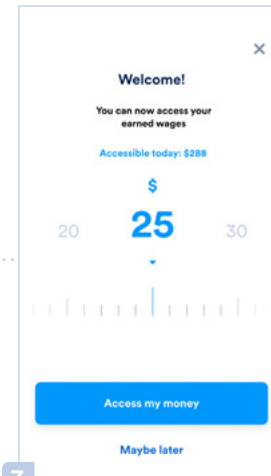 ×
Welcome!
You can now access your
earned wages
Accessible today: $288
$
20 25 30
Access my money
Maybe later
3